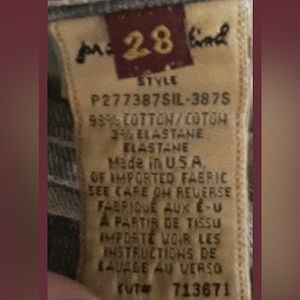 28
STYLE
P277387SIL-387S
98% COTTON/COTON
2% ELASTANE
ELASTANE
Made in U.S.A.
OF IMPORTED FABRIC
SEE CARE ON REVERSE
FABRIQUÉ AUX É-U
À PARTIR DE TISSU
IMPORTÉ VOIR LES
INSTRUCTIONS DE
LAVAGE AU VERSO
CUT# 713671